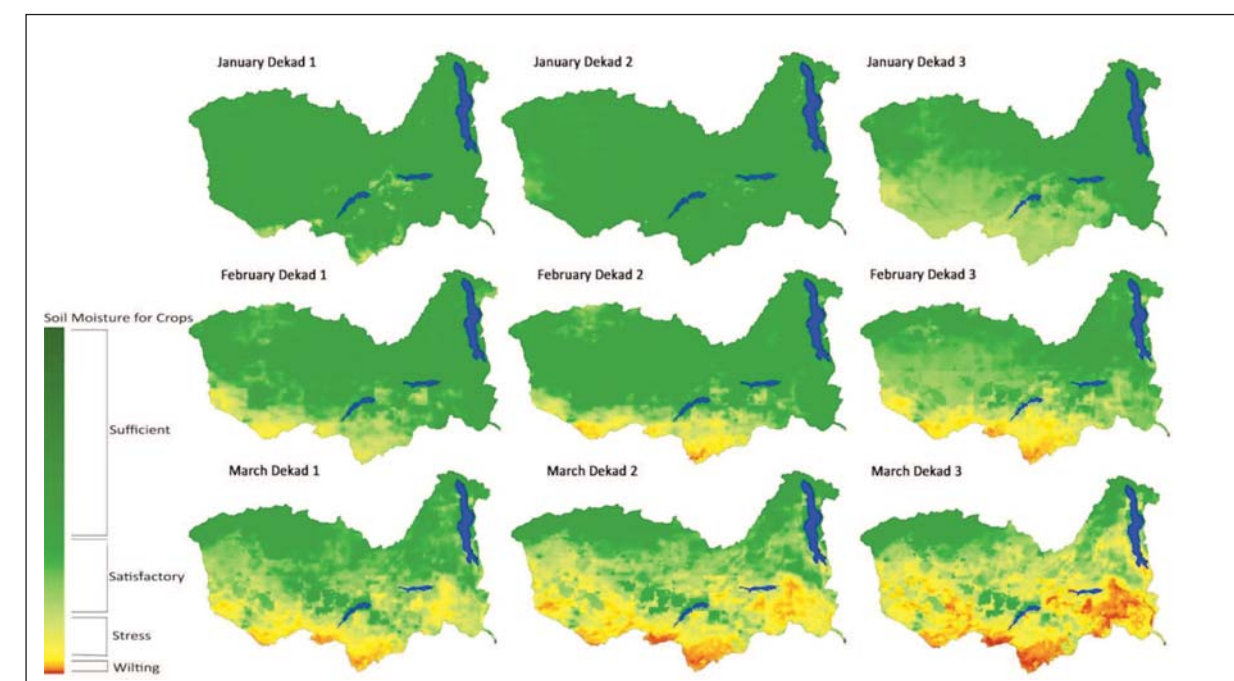 January Dekad 1
January Dekad 2
January Dekad 3
February Dekad 1
February Dekad 2
February Dekad 3
Soil Moisture for Crops
Sufficient
March Dekad 1
March Dekad 2
March Dekad 3
Satisfactory
Stress
Wilting